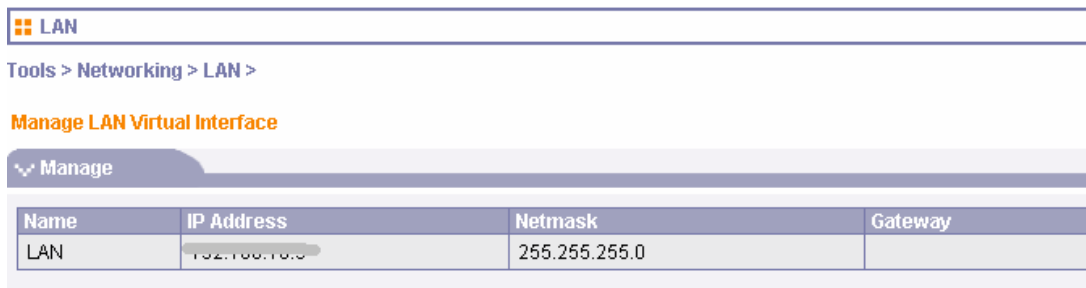 LAN
Tools > Networking > LAN >
Manage LAN Virtual Interface
Manage
Name IP Address Netmask Gateway
LAN 255.255.255.0